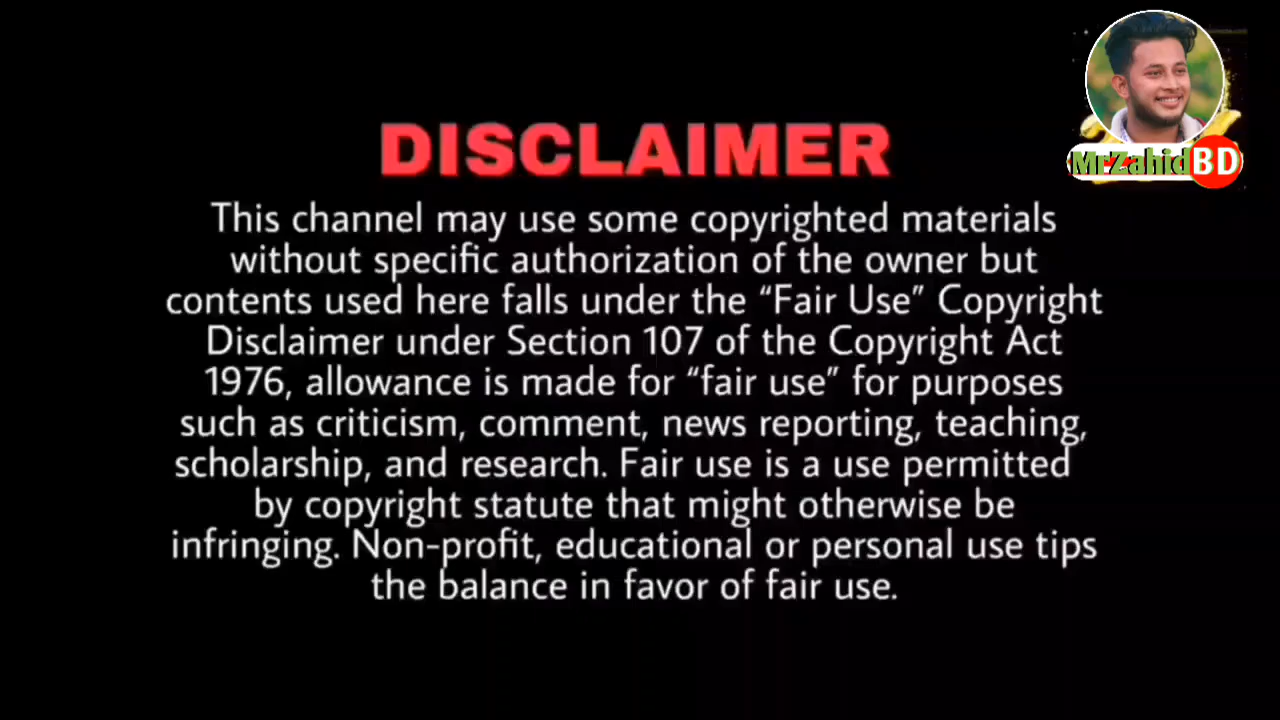 DISCLAIMER
This channel may use some copyrighted materials
without specific authorization of the owner but
contents used here falls under the “Fair Use” Copyright
Disclaimer under Section 107 of the Copyright Act
1976, allowance is made for “fair use” for purposes
such as criticism, comment, news reporting, teaching,
scholarship, and research. Fair use is a use permitted
by copyright statute that might otherwise be
infringing. Non-profit, educational or personal use tips
the balance in favor of fair use.
MrZahidBD